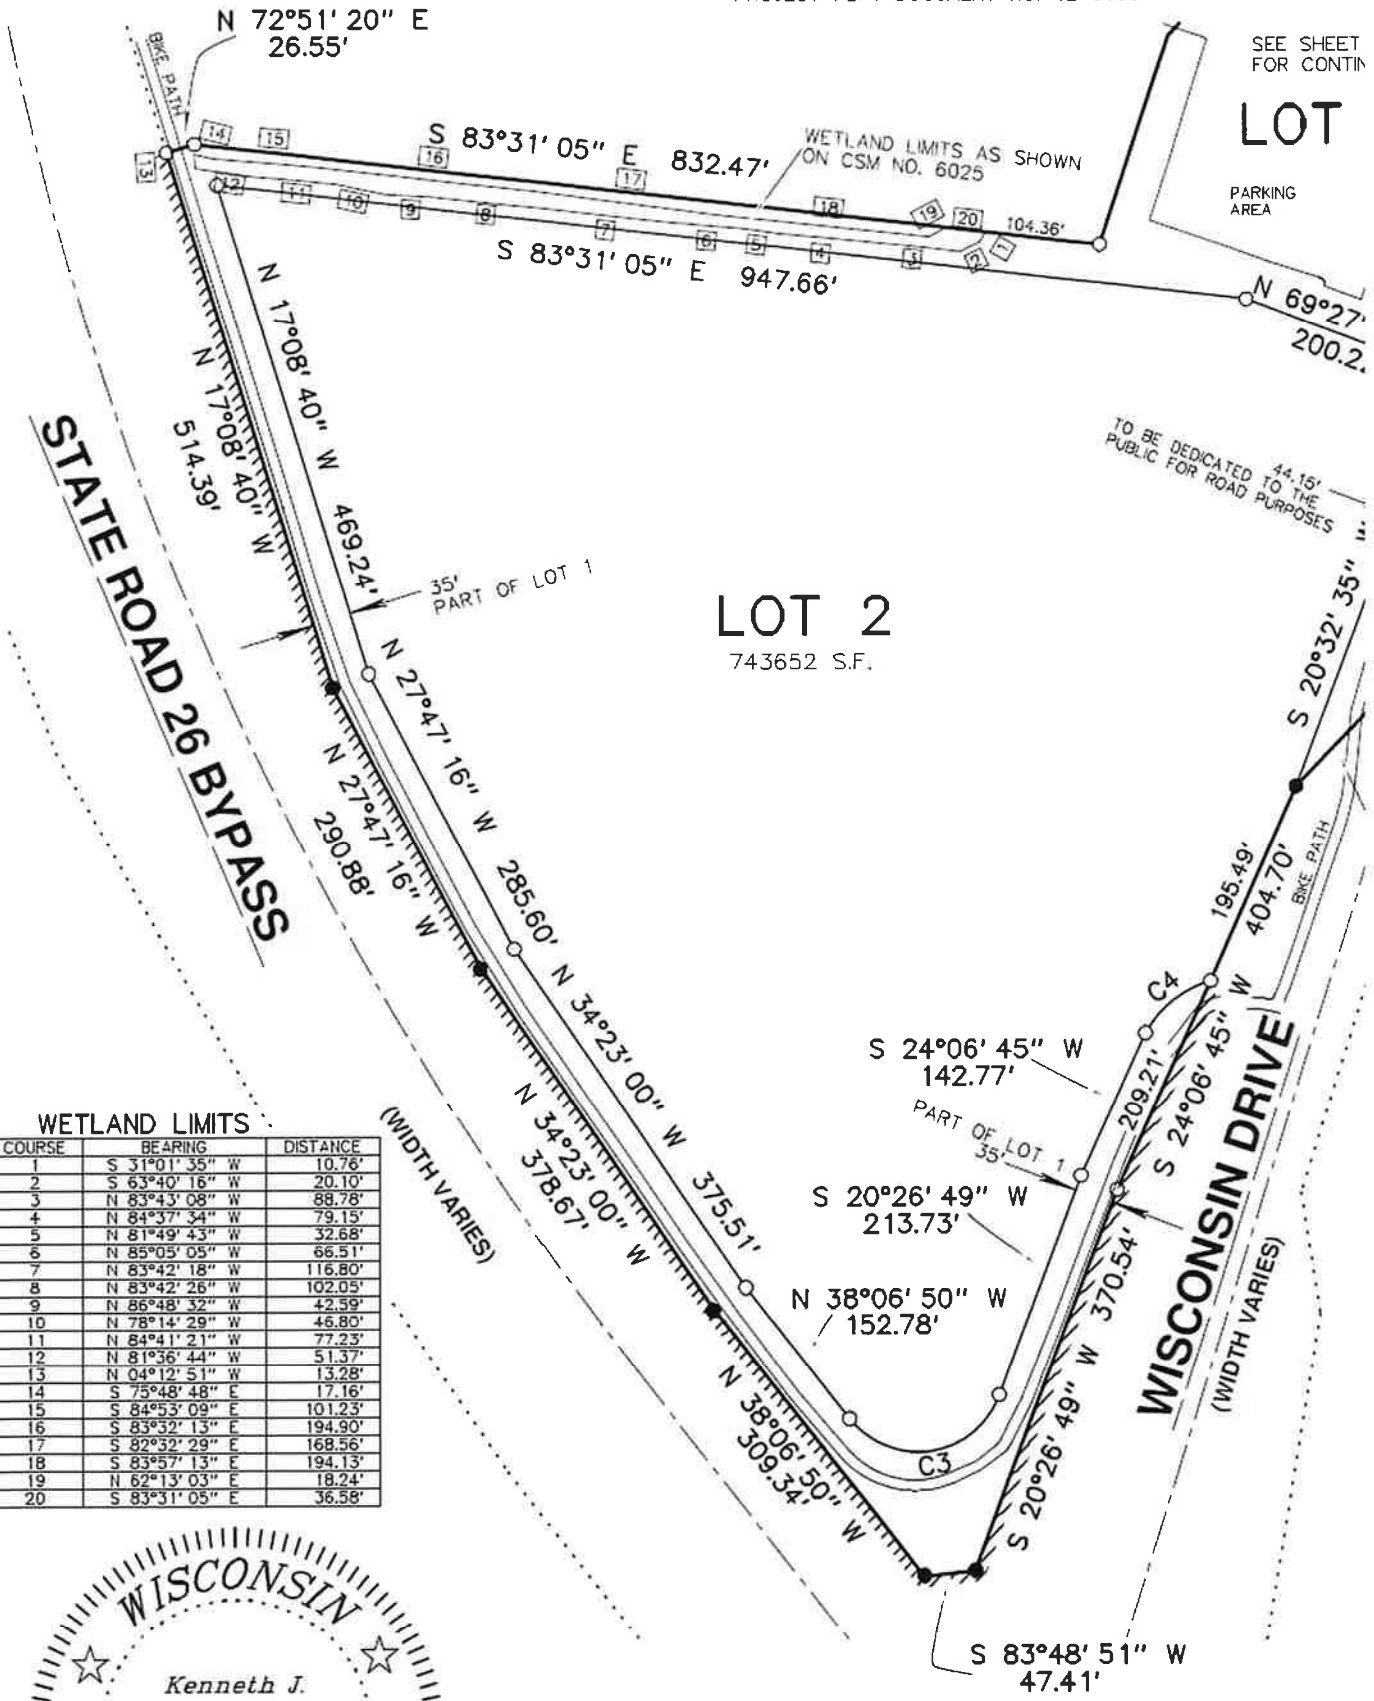 N 72°51' 20" E
26.55'
SEE SHEET
FOR CONTIN
LOT
PARKING
AREA
BIKE PATH
13
14
15
16
S 83°31' 05" E 832.47'
17
18
19
20
104.36'
1
WETLAND LIMITS AS SHOWN
ON CSM NO. 6025
12
11
10
9
8
7
6
5
4
3
2
S 83°31' 05" E 947.66'
N 69°27'
200.2
N 17°08' 40" W 469.24'
N 17°08' 40" W
514.39'
STATE ROAD 26 BYPASS
35'
PART OF LOT 1
TO BE DEDICATED TO THE
PUBLIC FOR ROAD PURPOSES
44.15'
LOT 2
743652 S.F.
S 20°32' 35" W
N 27°47' 16" W 285.60'
N 27°47' 16" W
290.88'
195.49'
404.70'
BIKE PATH
N 34°23' 00" W 375.51'
N 34°23' 00" W
378.67'
C4
S 24°06' 45" W
142.77'
209.21'
S 24°06' 45" W
PART OF LOT 1
35'
S 20°26' 49" W
213.73'
WISCONSIN DRIVE
(WIDTH VARIES)
N 38°06' 50" W
152.78'
N 38°06' 50" W
309.34'
C3
S 20°26' 49" W 370.54'
S 83°48' 51" W
47.41'
(WIDTH VARIES)
WETLAND LIMITS
COURSE BEARING DISTANCE
1 S 31°01' 35" W 10.76'
2 S 63°40' 16" W 20.10'
3 N 83°43' 08" W 88.78'
4 N 84°37' 34" W 79.15'
5 N 81°49' 43" W 32.68'
6 N 85°05' 05" W 66.51'
7 N 83°42' 18" W 116.80'
8 N 83°42' 26" W 102.05'
9 N 86°48' 32" W 42.59'
10 N 78°14' 29" W 46.80'
11 N 84°41' 21" W 77.23'
12 N 81°36' 44" W 51.37'
13 N 04°12' 51" W 13.28'
14 S 75°48' 48" E 17.16'
15 S 84°53' 09" E 101.23'
16 S 83°32' 13" E 194.90'
17 S 82°32' 29" E 168.56'
18 S 83°57' 13" E 194.13'
19 N 62°13' 03" E 18.24'
20 S 83°31' 05" E 36.58'
WISCONSIN
Kenneth J.